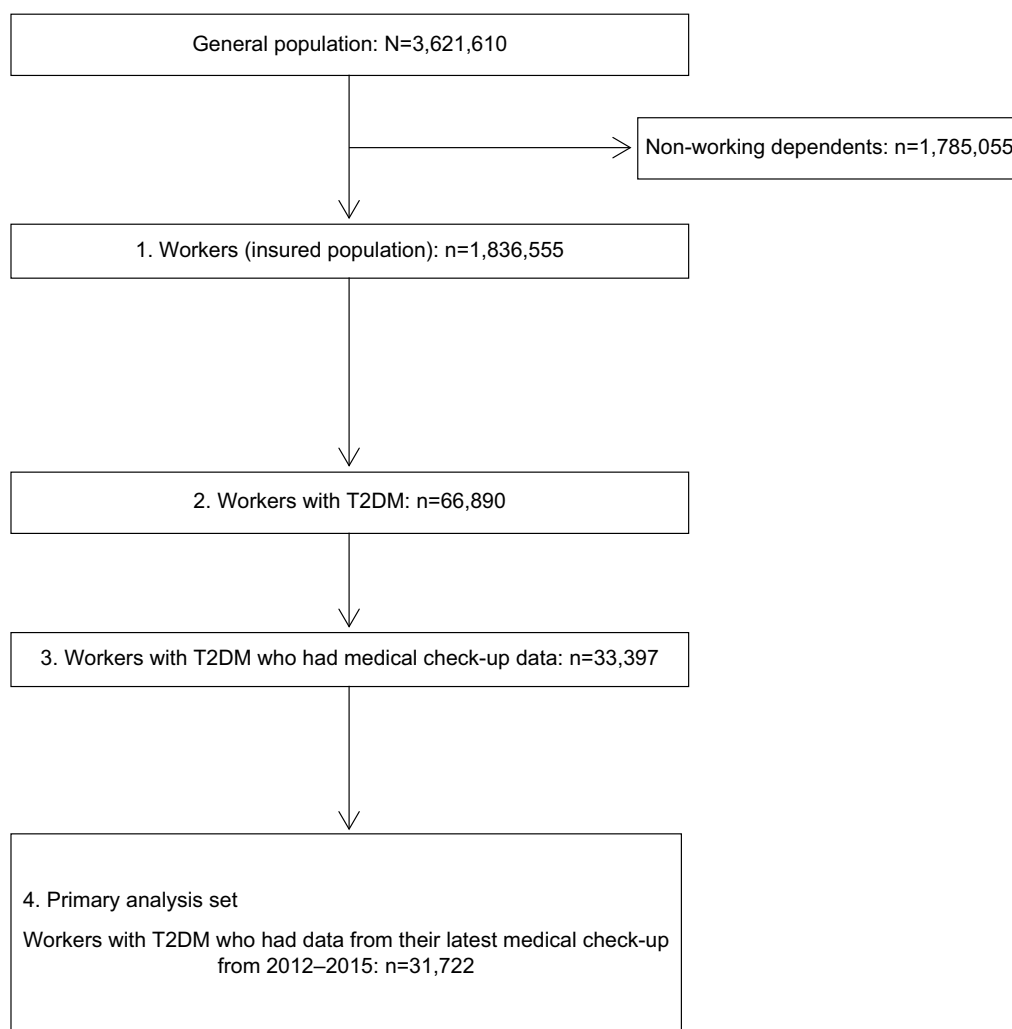 General population: N=3,621,610
Non-working dependents: n=1,785,055
1. Workers (insured population): n=1,836,555
2. Workers with T2DM: n=66,890
3. Workers with T2DM who had medical check-up data: n=33,397
4. Primary analysis set
Workers with T2DM who had data from their latest medical check-up
from 2012–2015: n=31,722